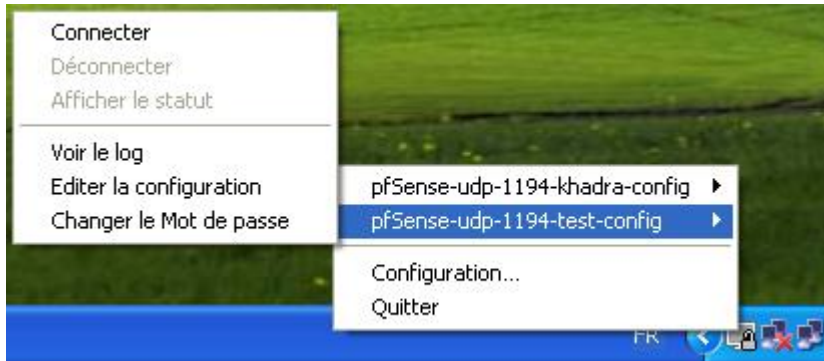 Connecter
Déconnecter
Afficher le statut
Voir le log
Editer la configuration
Changer le Mot de passe
pfSense-udp-1194-khadra-config
pfSense-udp-1194-test-config
Configuration...
Quitter
FR